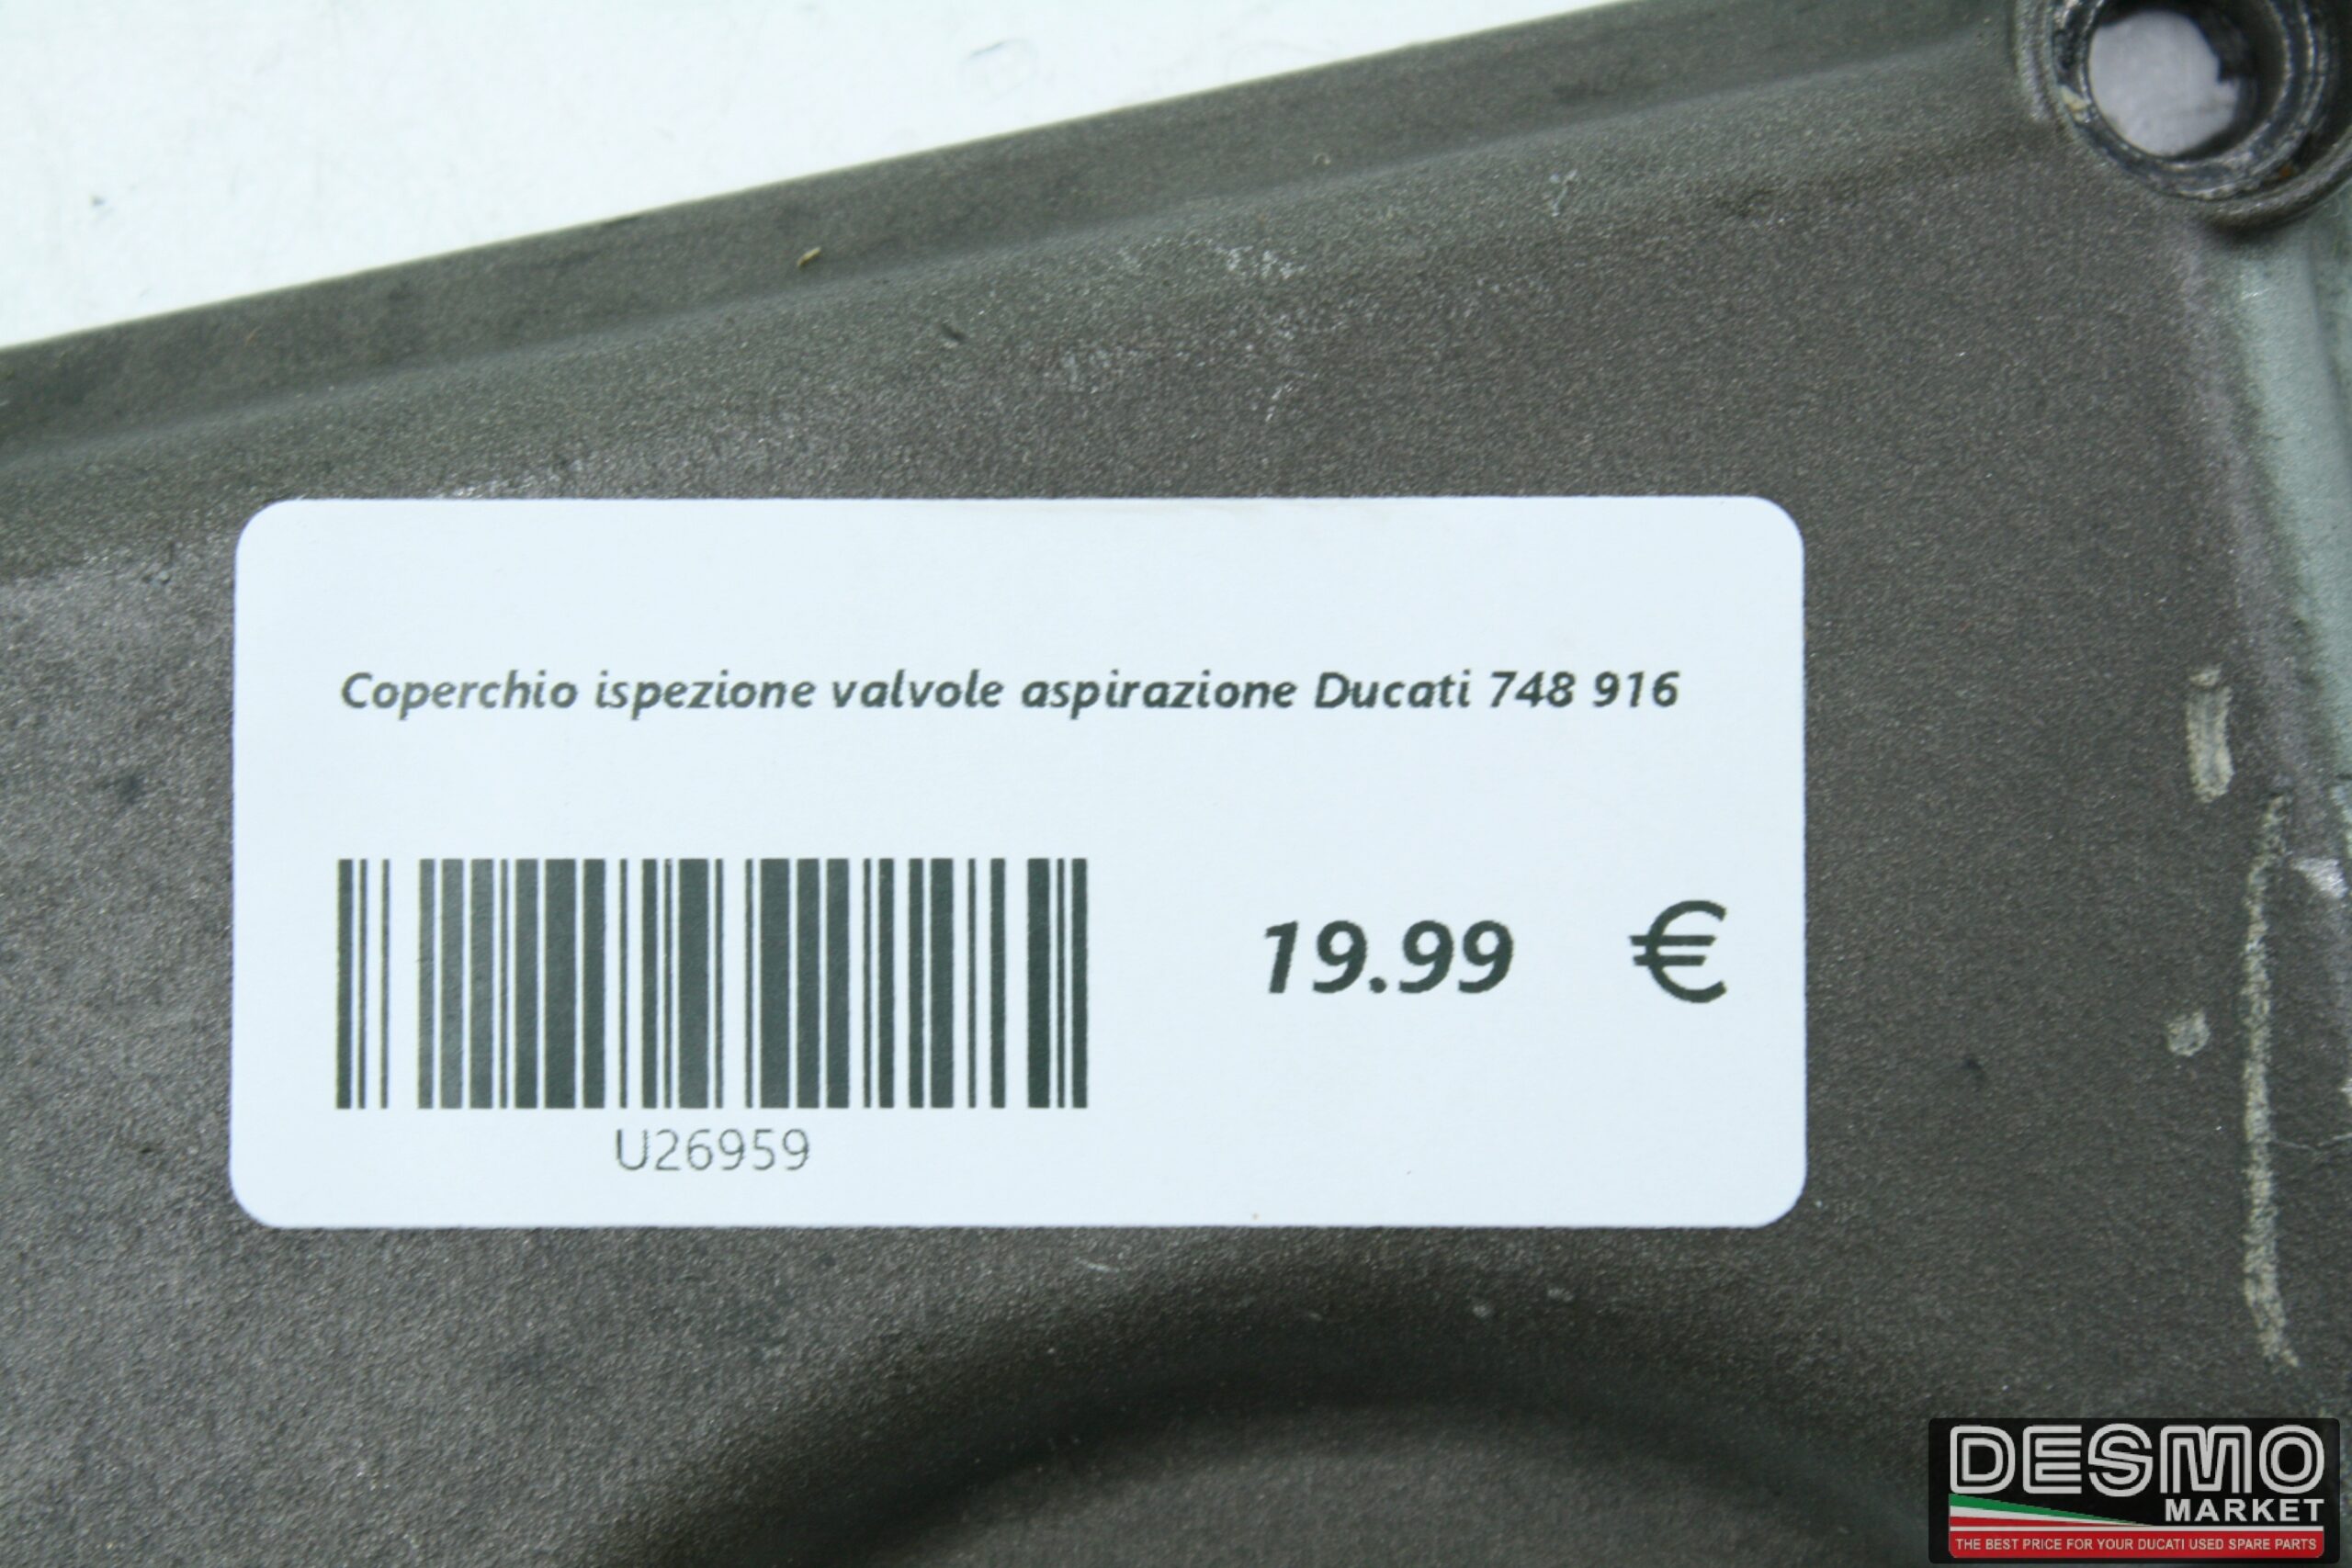 Coperchio ispezione valvole aspirazione Ducati 748 916
19.99 €
U26959
DESMO
MARKET
THE BEST PRICE FOR YOUR DUCATI USED SPARE PARTS